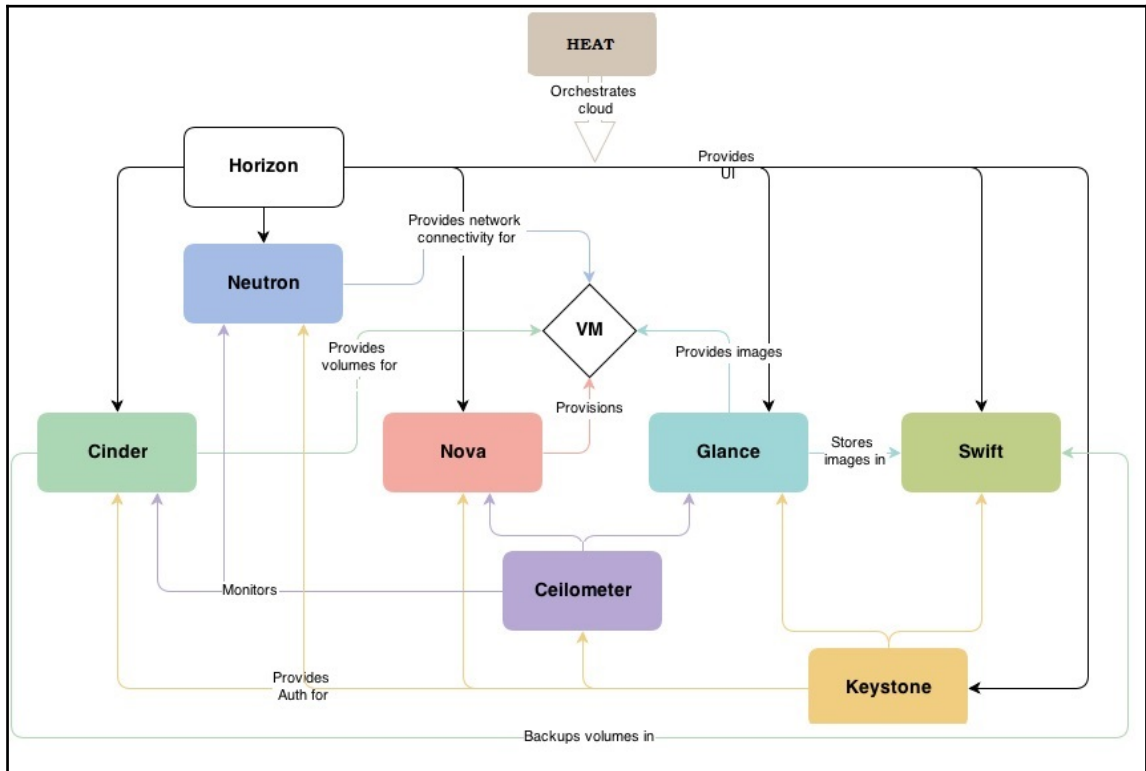 HEAT
Orchestrates
cloud
Horizon
Provides
UI
Provides network
connectivity for
Neutron
VM
Provides
volumes for
Provides images
Provisions
Cinder
Nova
Glance
Stores
images in
Swift
Monitors
Ceilometer
Provides
Auth for
Keystone
Backups volumes in